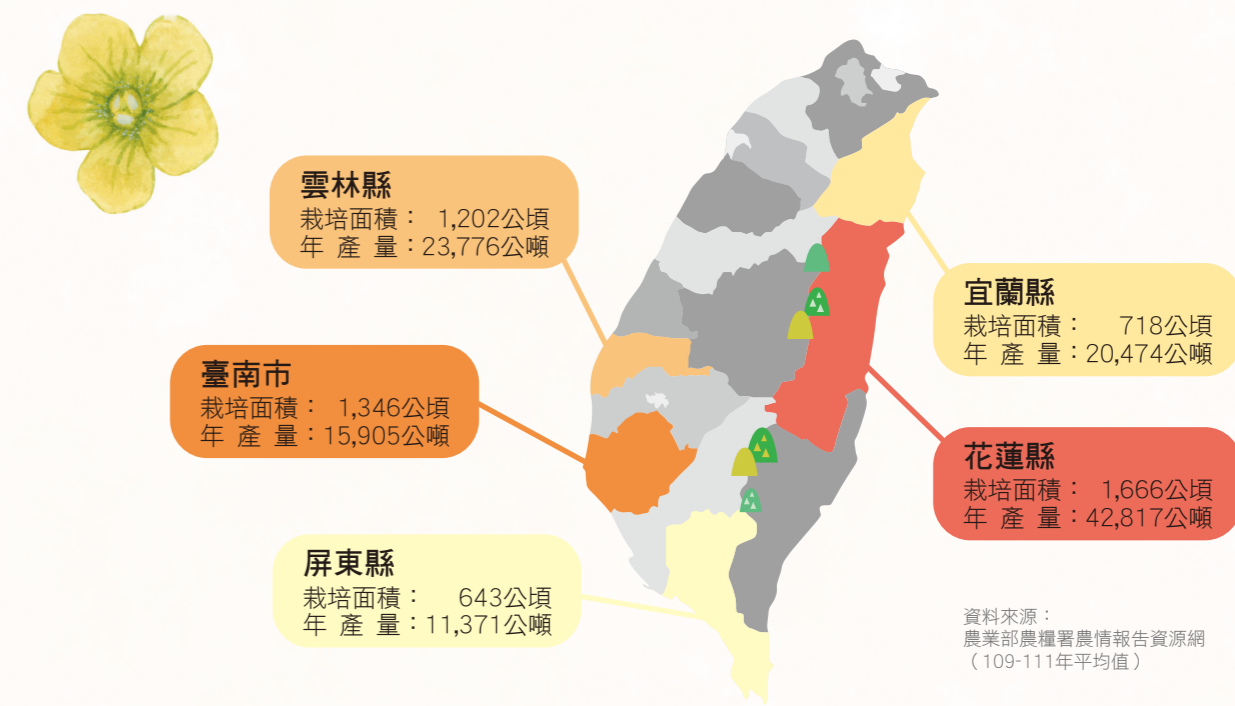 雲林縣
栽培面積： 1,202公頃
年 產 量：23,776公噸
宜蘭縣
栽培面積： 718公頃
年 產 量：20,474公噸
臺南市
栽培面積： 1,346公頃
年 產 量：15,905公噸
花蓮縣
栽培面積： 1,666公頃
年 產 量：42,817公噸
屏東縣
栽培面積： 643公頃
年 產 量：11,371公噸
資料來源：
農業部農糧署農情報告資源網
（109-111年平均值）